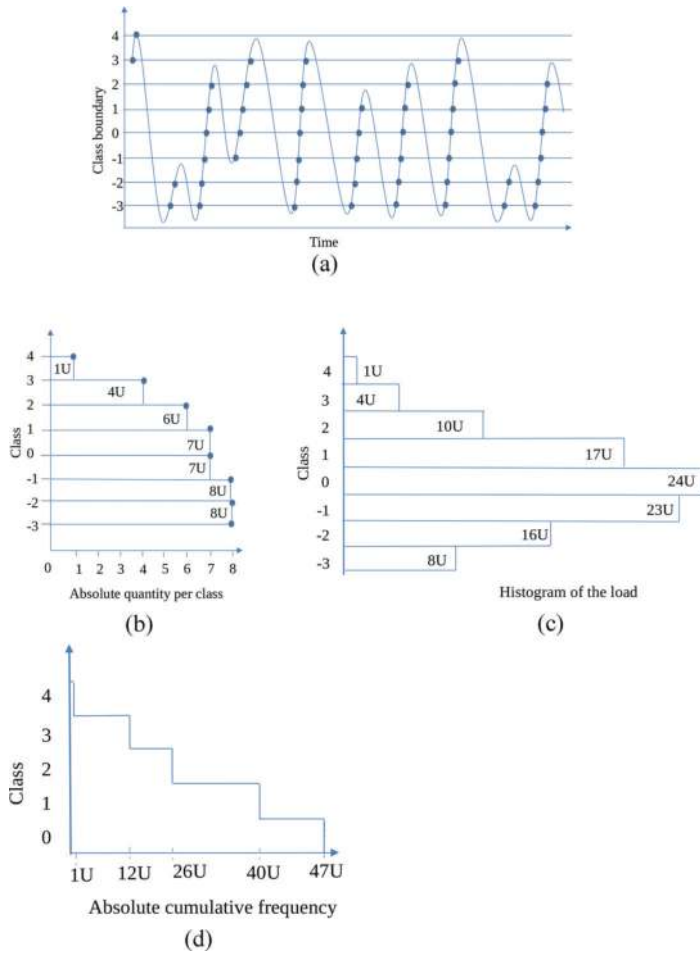 4
3
2
1
0
-1
-2
-3
Class boundary
Time
(a)
4
3
2
1
0
-1
-2
-3
Class
1U
4U
6U
7U
7U
8U
8U
0 1 2 3 4 5 6 7 8
Absolute quantity per class
(b)
4
3
2
1
0
-1
-2
-3
Class
1U
4U
10U
17U
24U
23U
16U
8U
Histogram of the load
(c)
4
3
2
1
0
Class
1U 12U 26U 40U 47U
Absolute cumulative frequency
(d)